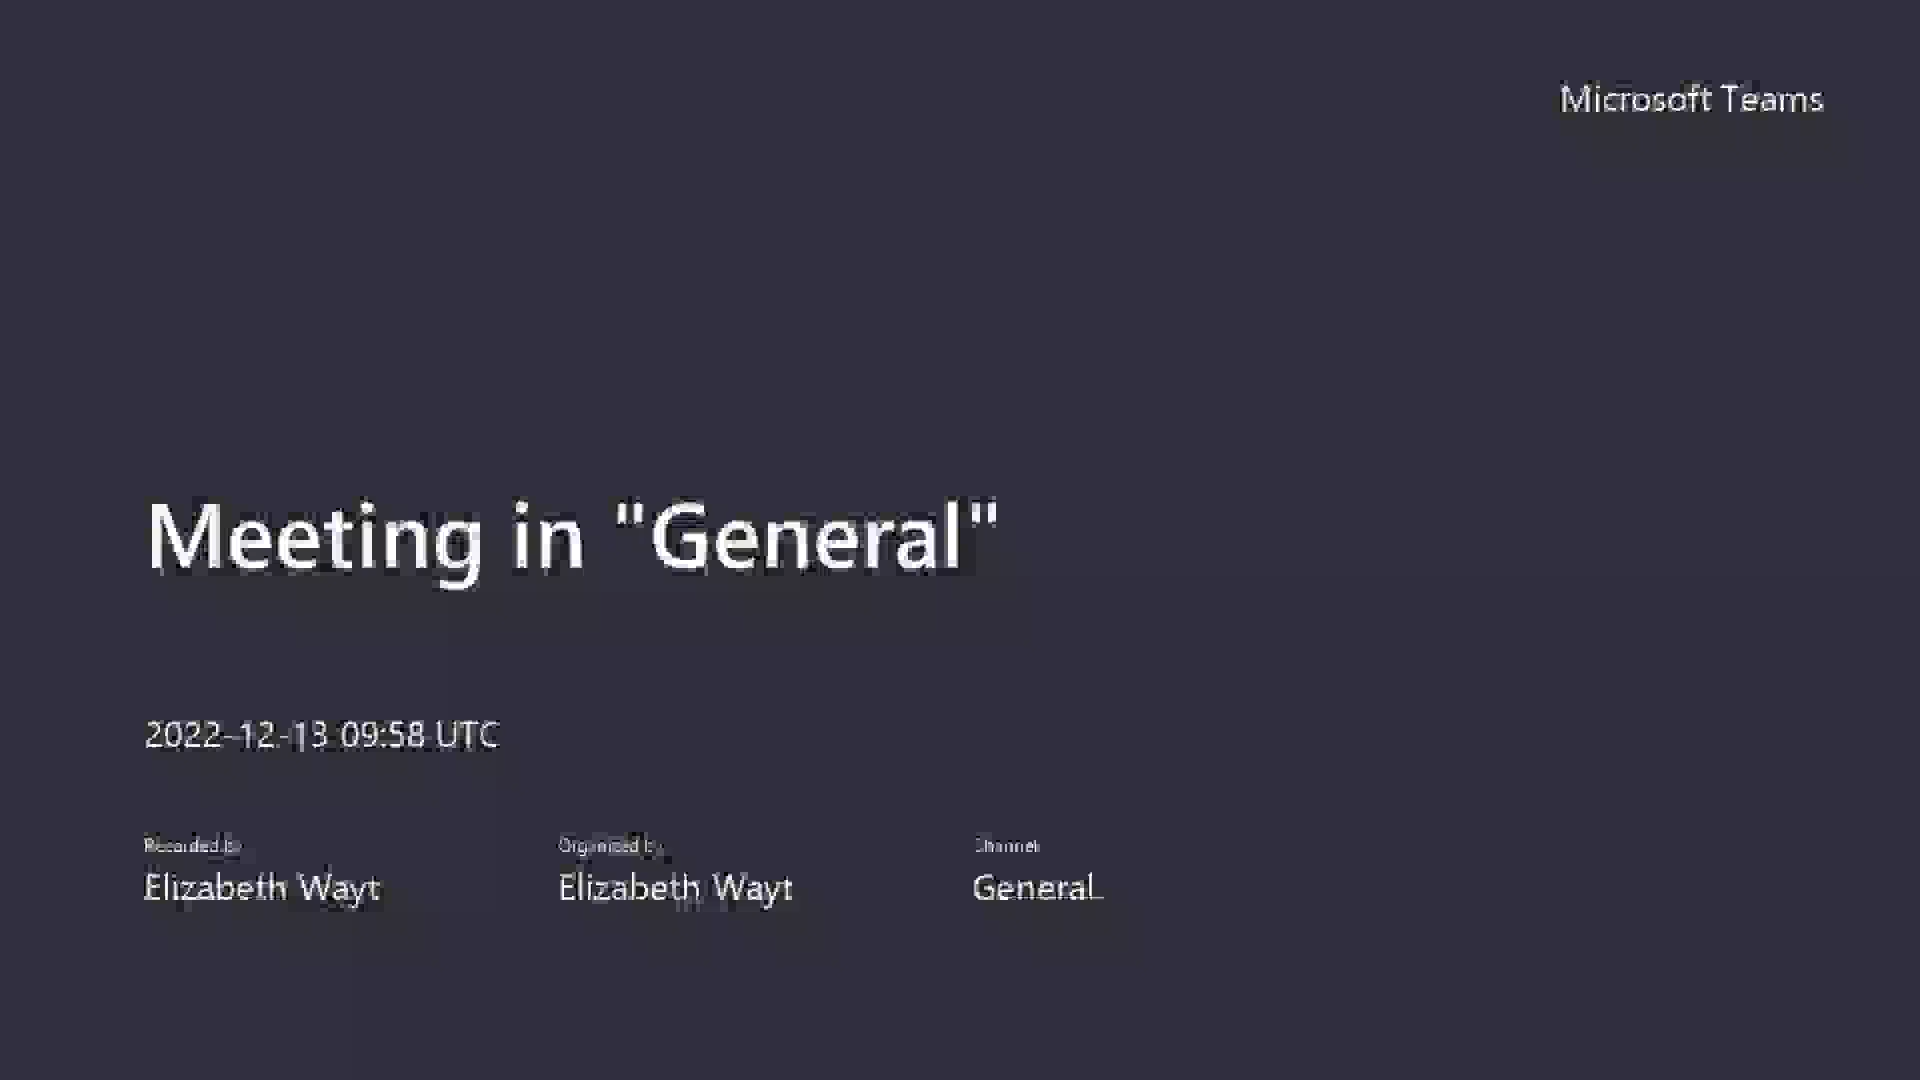 Microsoft Teams
Meeting in "General"
2022-12-13 09:58 UTC
Recorded by Organized by Channel
Elizabeth Wayt Elizabeth Wayt General